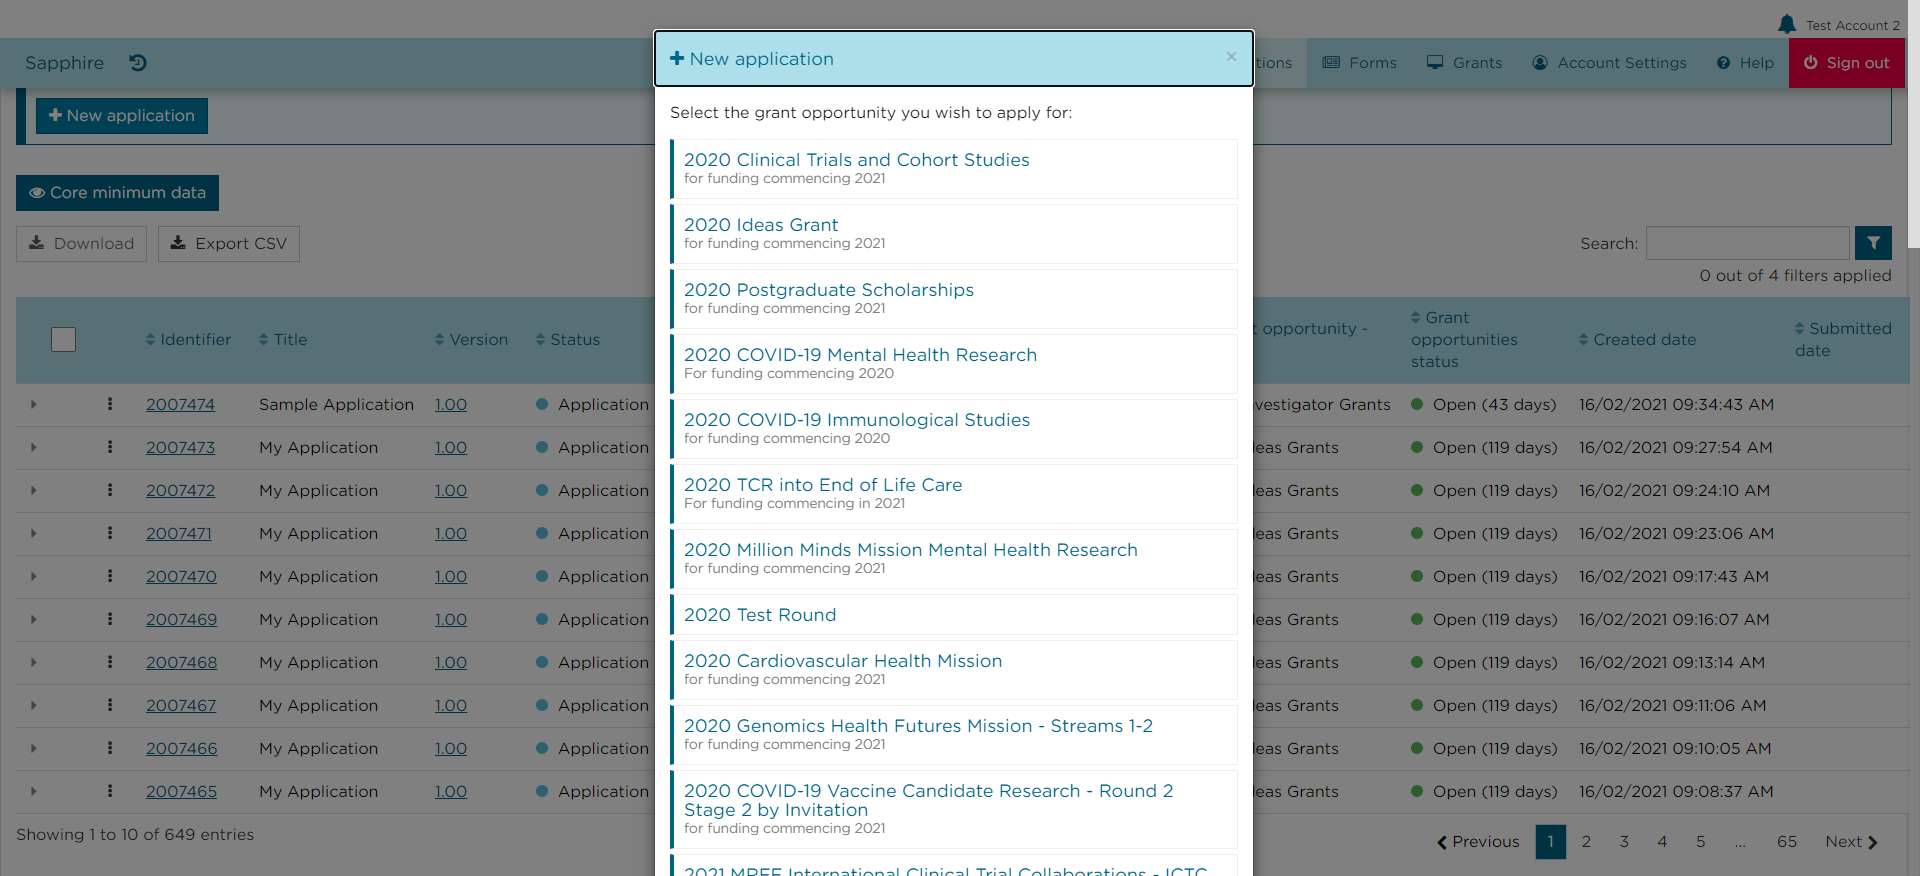 Test Account 2
Sapphire
tions
Forms
Grants
Account Settings
Help
Sign out
New application
Core minimum data
Download
Export CSV
Search:
0 out of 4 filters applied
Identifier
Title
Version
Status
t opportunity -
Grant
opportunities
status
Created date
Submitted
date
2007474 Sample Application 1.00 Application vestigator Grants Open (43 days) 16/02/2021 09:34:43 AM
2007473 My Application 1.00 Application eas Grants Open (119 days) 16/02/2021 09:27:54 AM
2007472 My Application 1.00 Application eas Grants Open (119 days) 16/02/2021 09:24:10 AM
2007471 My Application 1.00 Application eas Grants Open (119 days) 16/02/2021 09:23:06 AM
2007470 My Application 1.00 Application eas Grants Open (119 days) 16/02/2021 09:17:43 AM
2007469 My Application 1.00 Application eas Grants Open (119 days) 16/02/2021 09:16:07 AM
2007468 My Application 1.00 Application eas Grants Open (119 days) 16/02/2021 09:13:14 AM
2007467 My Application 1.00 Application eas Grants Open (119 days) 16/02/2021 09:11:06 AM
2007466 My Application 1.00 Application eas Grants Open (119 days) 16/02/2021 09:10:05 AM
2007465 My Application 1.00 Application eas Grants Open (119 days) 16/02/2021 09:08:37 AM
Showing 1 to 10 of 649 entries
Previous 1 2 3 4 5 ... 65 Next
New application ×
Select the grant opportunity you wish to apply for:
2020 Clinical Trials and Cohort Studies
for funding commencing 2021
2020 Ideas Grant
for funding commencing 2021
2020 Postgraduate Scholarships
for funding commencing 2021
2020 COVID-19 Mental Health Research
For funding commencing 2020
2020 COVID-19 Immunological Studies
for funding commencing 2020
2020 TCR into End of Life Care
For funding commencing in 2021
2020 Million Minds Mission Mental Health Research
for funding commencing 2021
2020 Test Round
2020 Cardiovascular Health Mission
for funding commencing 2021
2020 Genomics Health Futures Mission - Streams 1-2
for funding commencing 2021
2020 COVID-19 Vaccine Candidate Research - Round 2
Stage 2 by Invitation
for funding commencing 2021
2021 MRFF International Clinical Trial Collaborations - ICTC